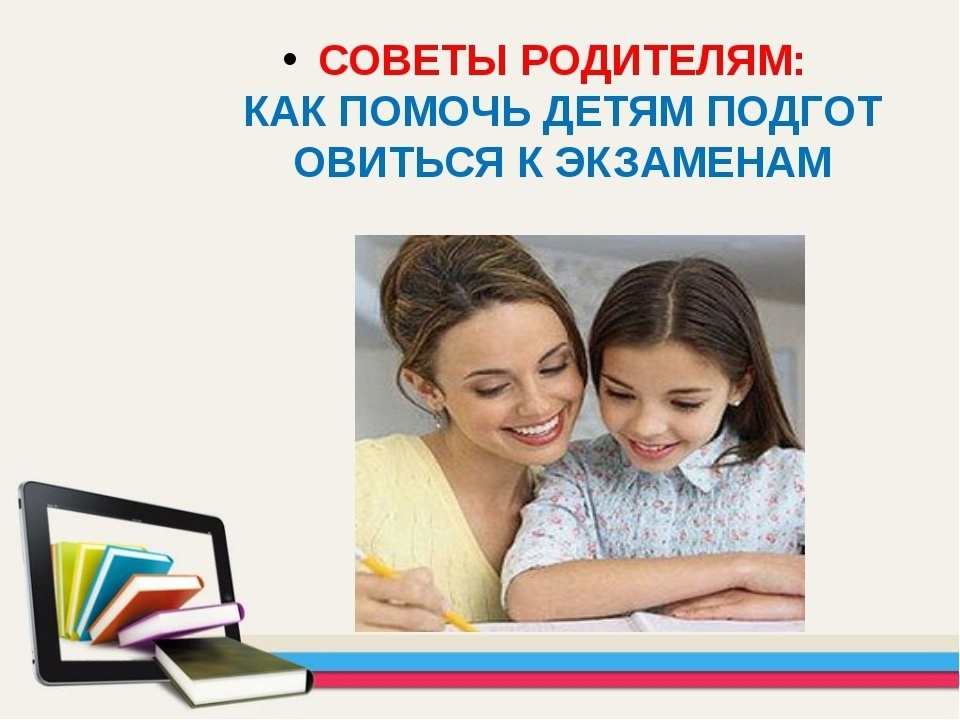 • СОВЕТЫ РОДИТЕЛЯМ:
КАК ПОМОЧЬ ДЕТЯМ ПОДГОТ
ОВИТЬСЯ К ЭКЗАМЕНАМ